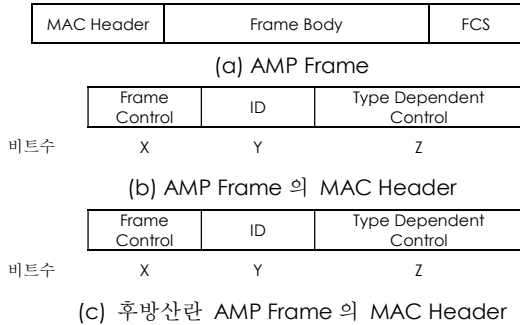 MAC Header Frame Body FCS
(a) AMP Frame
Frame Control ID Type Dependent Control
비트수 X Y Z
(b) AMP Frame 의 MAC Header
Frame Control ID Type Dependent Control
비트수 X Y Z
(c) 후방산란 AMP Frame 의 MAC Header